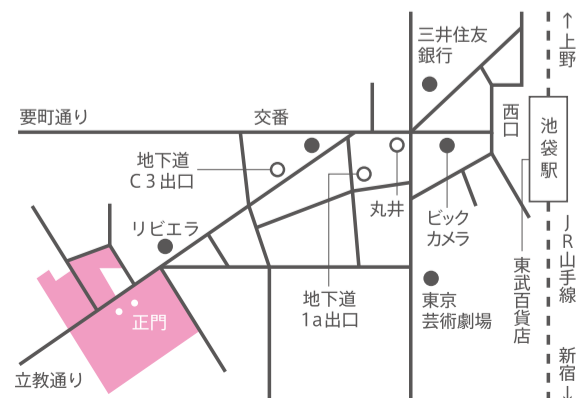 三井住友
銀行
↑上野
要町通り
交番
西口
池袋駅
地下道
C3出口
丸井
ビック
カメラ
リビエラ
JR山手線
東武百貨店
地下道
1a出口
東京
芸術劇場
正門
立教通り
新宿↓